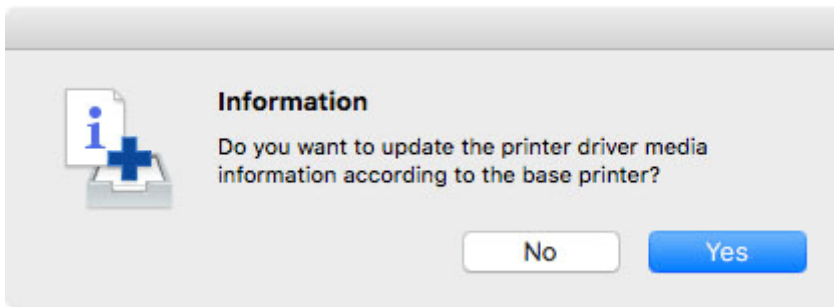 Information
Do you want to update the printer driver media
information according to the base printer?
No
Yes